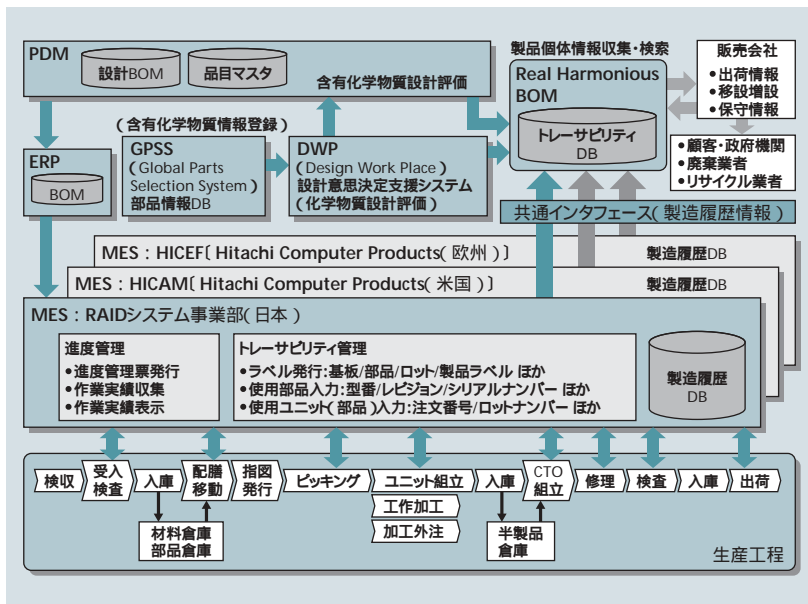 PDM
設計BOM
品目マスタ
含有化学物質設計評価
製品個体情報収集・検索
Real Harmonious
BOM
トレーサビリティ
DB
販売会社
•出荷情報
•移設増設
•保守情報
•顧客・政府機関
•廃棄業者
•リサイクル業者
(含有化学物質情報登録)
ERP
BOM
GPSS
(Global Parts
Selection System)
部品情報DB
DWP
(Design Work Place)
設計意思決定支援システム
(化学物質設計評価)
共通インタフェース(製造履歴情報)
MES:HICEF〔Hitachi Computer Products(欧州)〕
製造履歴DB
MES:HICAM〔Hitachi Computer Products(米国)〕
製造履歴DB
MES:RAIDシステム事業部(日本)
進度管理
•進度管理票発行
•作業実績収集
•作業実績表示
トレーサビリティ管理
•ラベル発行:基板/部品/ロット/製品ラベル ほか
•使用部品入力:型番/レビジョン/シリアルナンバー ほか
•使用ユニット(部品)入力:注文番号/ロットナンバー ほか
製造履歴
DB
検収
受入
検査
入庫
配膳
移動
指図
発行
ピッキング
ユニット組立
入庫
CTO
組立
修理
検査
入庫
出荷
工作加工
加工外注
材料倉庫
部品倉庫
半製品
倉庫
生産工程